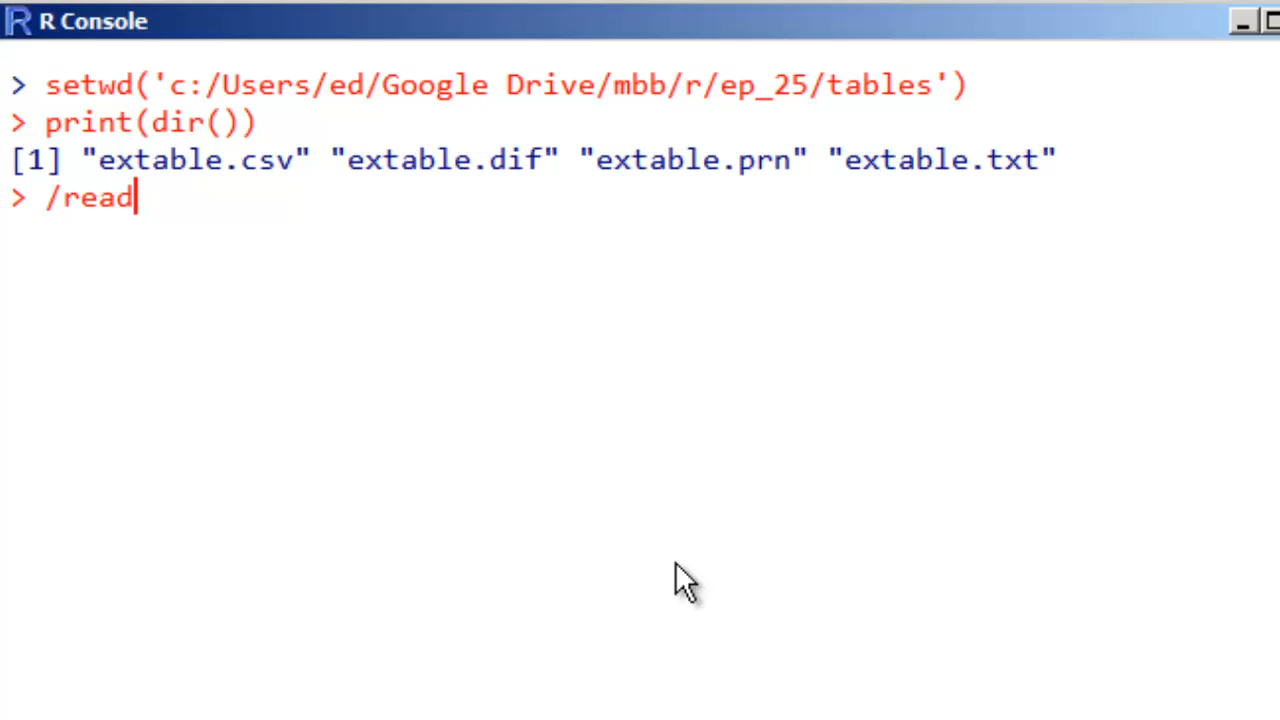 R Console
> setwd('c:/Users/ed/Google Drive/mbb/r/ep_25/tables')
> print(dir())
[1] "extable.csv" "extable.dif" "extable.prn" "extable.txt"
> /read